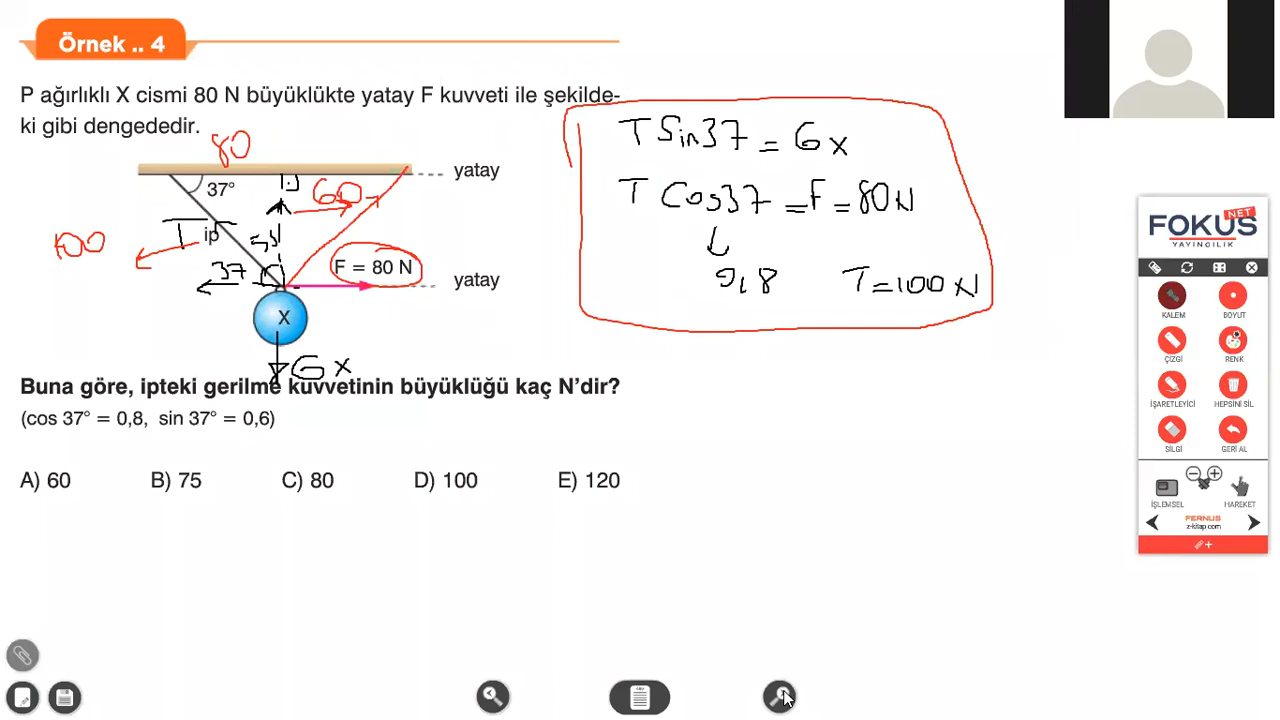 Örnek .. 4
P ağırlıklı X cismi 80 N büyüklükte yatay F kuvveti ile şekilde-
ki gibi dengededir.
80
yatay
37°
60
T
ip
100
53
37
F = 80 N
yatay
X
Gx
T Sin37 = Gx
T Cos37 = F = 80 N
0,8 T = 100 N
Buna göre, ipteki gerilme kuvvetinin büyüklüğü kaç N'dir?
(cos 37° = 0,8, sin 37° = 0,6)
A) 60 B) 75 C) 80 D) 100 E) 120
FOKUS NET
YAYINCILIK
KALEM BOYUT
ÇİZGİ RENK
İŞARETLEYİCİ HEPSİNİ SİL
SİLGİ GERİ AL
İŞLEMSEL HAREKET
FERNUS
z-kitap.com